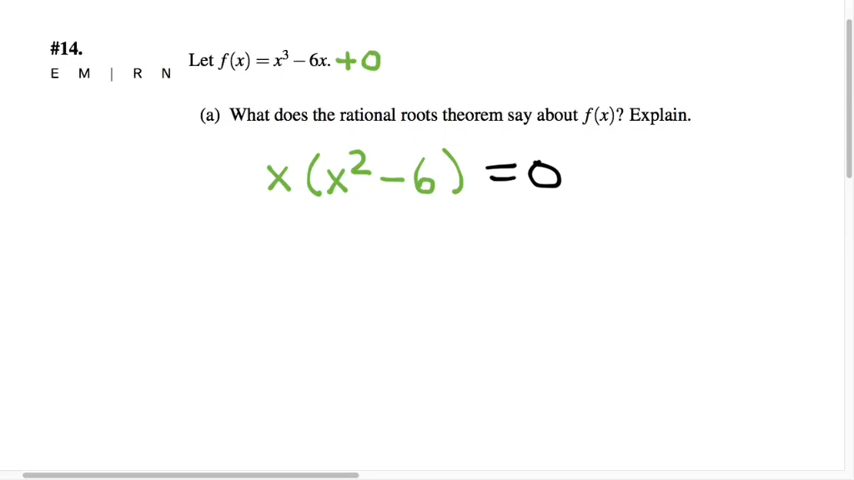 #14.
Let f(x) = x³ − 6x. +0
E M | R N
(a) What does the rational roots theorem say about f(x)? Explain.
x(x² − 6) = 0